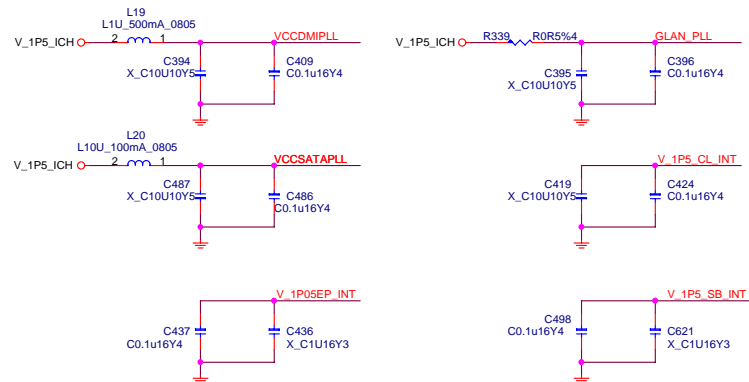 L19
L1U_500mA_0805
V_1P5_ICH
2
1
VCCDMIPLL
C394
X_C10U10Y5
C409
C0.1u16Y4
V_1P5_ICH
R339
R0R5%4
GLAN_PLL
C395
X_C10U10Y5
C396
C0.1u16Y4
L20
L10U_100mA_0805
V_1P5_ICH
2
1
VCCSATAPLL
C487
X_C10U10Y5
C486
C0.1u16Y4
V_1P5_CL_INT
C419
X_C10U10Y5
C424
C0.1u16Y4
V_1P05EP_INT
C437
C0.1u16Y4
C436
X_C1U16Y3
V_1P5_SB_INT
C498
C0.1u16Y4
C621
X_C1U16Y3